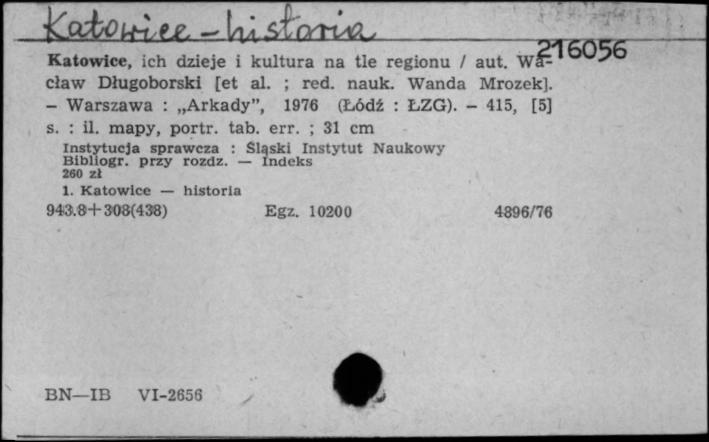 Katowice – historia
216056
Katowice, ich dzieje i kultura na tle regionu / aut. Wa-
cław Długoborski [et al. ; red. nauk. Wanda Mrozek].
– Warszawa : „Arkady”, 1976 (Łódź : ŁZG). – 415, [5]
s. : il. mapy, portr. tab. err. ; 31 cm
Instytucja sprawcza : Śląski Instytut Naukowy
Bibliogr. przy rozdz. — Indeks
260 zł
1. Katowice — historia
943.8+308(438) Egz. 10200 4896/76
BN—IB VI-2656